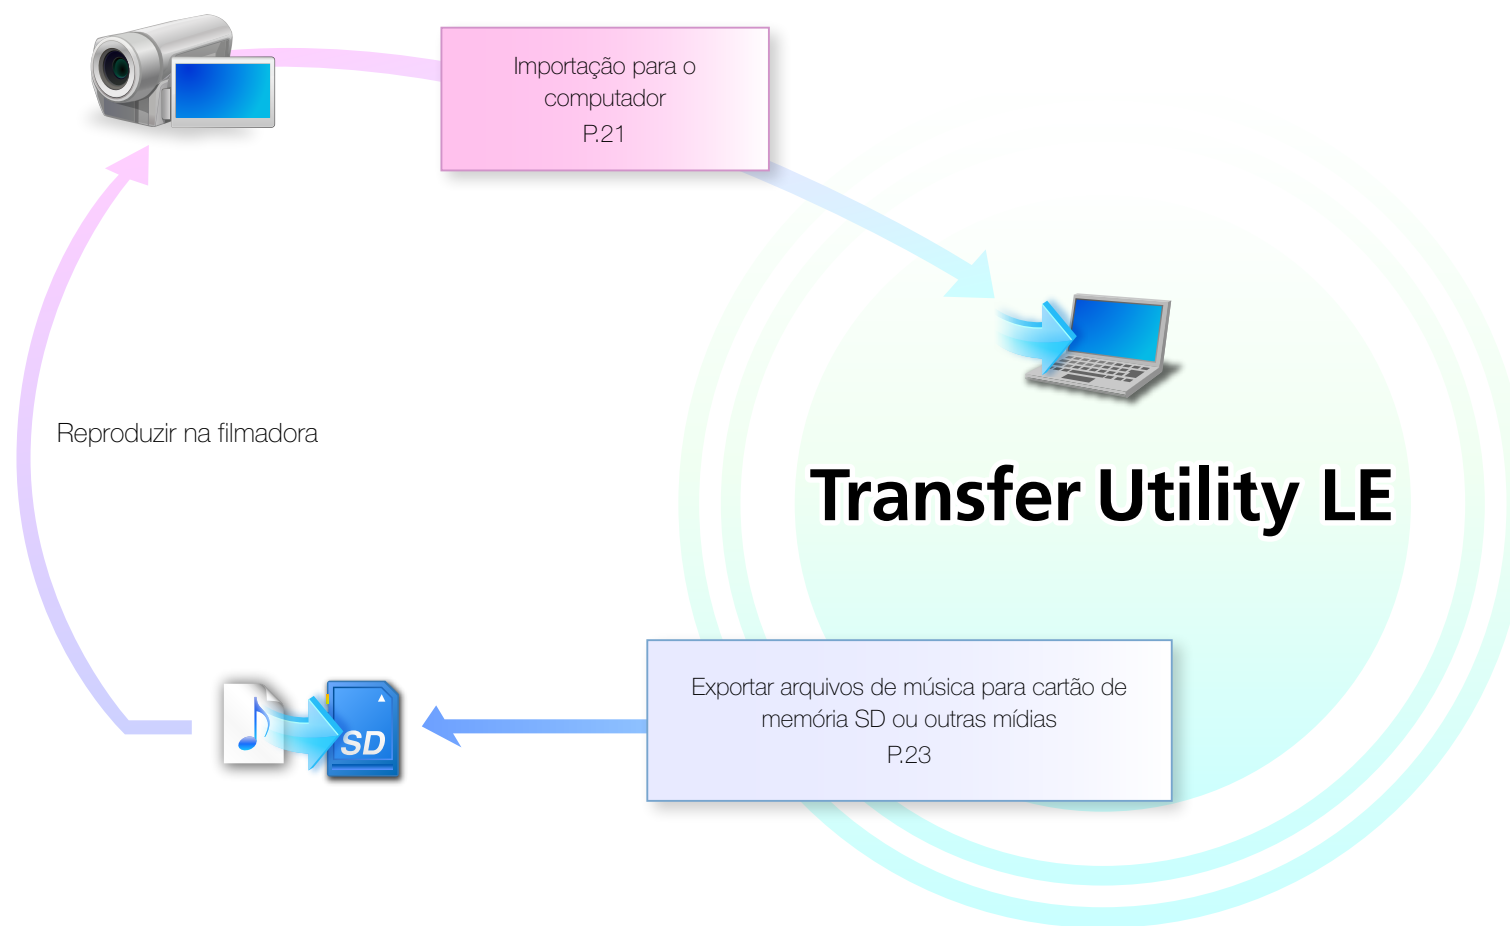 Importação para o
computador
P.21
Reproduzir na filmadora
Transfer Utility LE
Exportar arquivos de música para cartão de
memória SD ou outras mídias
P.23
SD